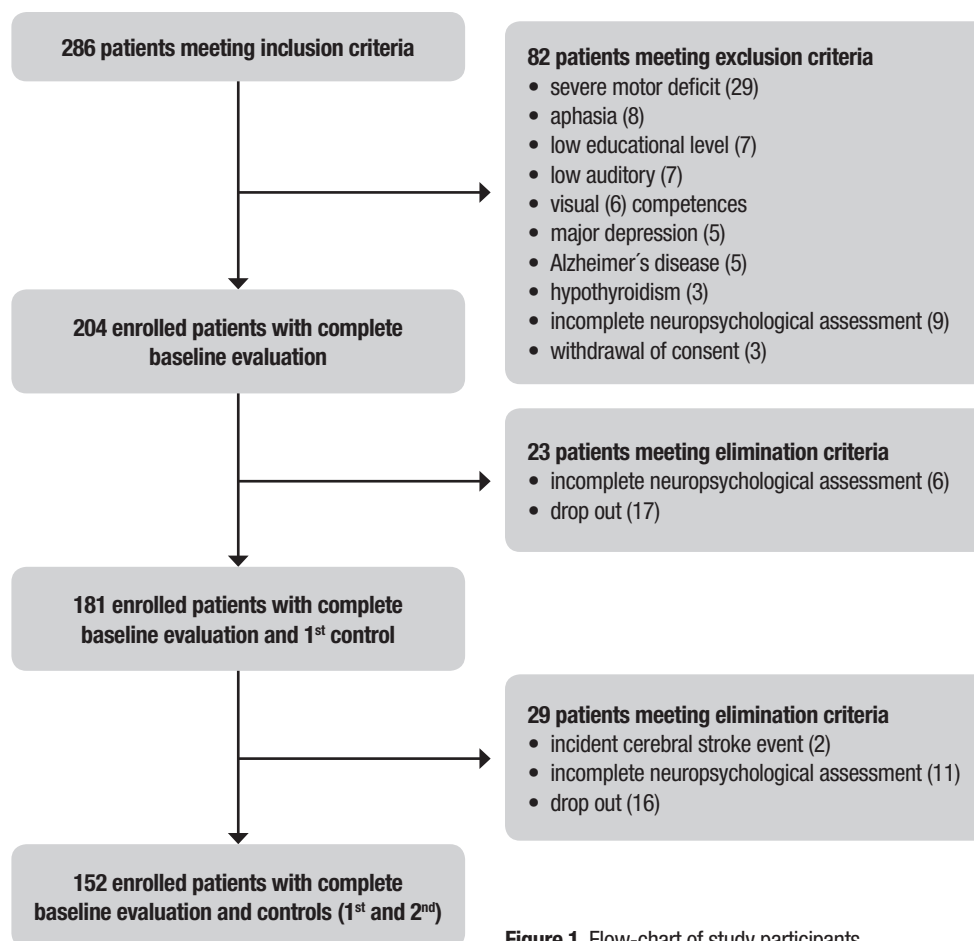 286 patients meeting inclusion criteria
82 patients meeting exclusion criteria
• severe motor deficit (29)
• aphasia (8)
• low educational level (7)
• low auditory (7)
• visual (6) competences
• major depression (5)
• Alzheimer´s disease (5)
• hypothyroidism (3)
• incomplete neuropsychological assessment (9)
• withdrawal of consent (3)
204 enrolled patients with complete
baseline evaluation
23 patients meeting elimination criteria
• incomplete neuropsychological assessment (6)
• drop out (17)
181 enrolled patients with complete
baseline evaluation and 1st control
29 patients meeting elimination criteria
• incident cerebral stroke event (2)
• incomplete neuropsychological assessment (11)
• drop out (16)
152 enrolled patients with complete
baseline evaluation and controls (1st and 2nd)
Figure 1. Flow-chart of study participants